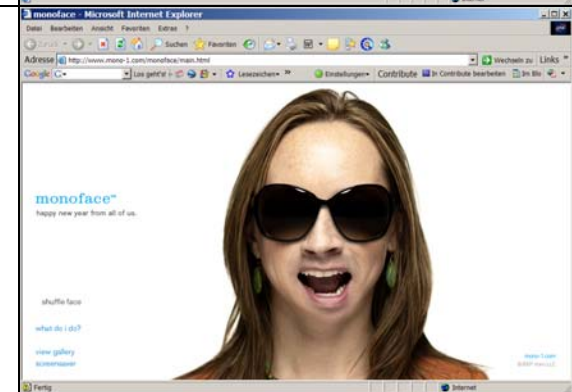 monoface - Microsoft Internet Explorer
Datei Bearbeiten Ansicht Favoriten Extras ?
Zurück Suchen Favoriten
Adresse http://www.mono-1.com/monoface/main.html Wechseln zu Links »
Google G Los geht's! Lesezeichen Einstellungen Contribute In Contribute bearbeiten
monoface™
happy new year from all of us.
shuffle face
what do i do?
view gallery
screensaver
Fertig Internet